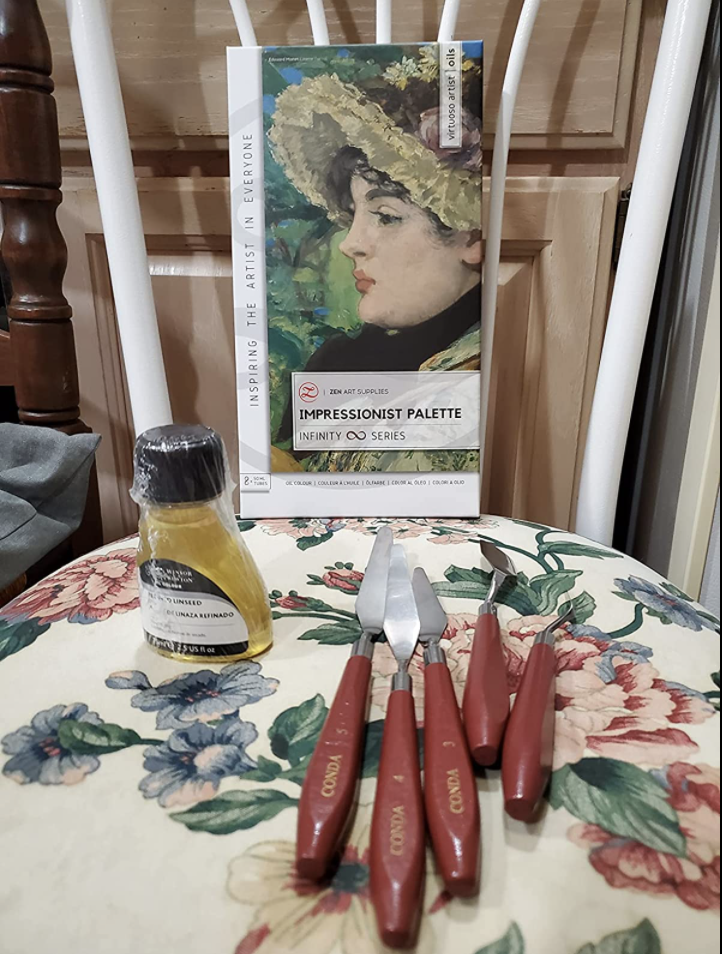 virtuoso artist | oils
INSPIRING THE ARTIST IN EVERYONE
| ZEN ART SUPPLIES
IMPRESSIONIST PALETTE
INFINITY ∞ SERIES
OIL COLOUR | COULEUR À L'HUILE | ÖLFARBE | COLOR AL ÓLEO | COLORI A OLIO
TUBES
WINSOR
LINSEED
DE LINAZA REFINADO
2.5 US fl oz
CONDA 5
CONDA 4
CONDA 3